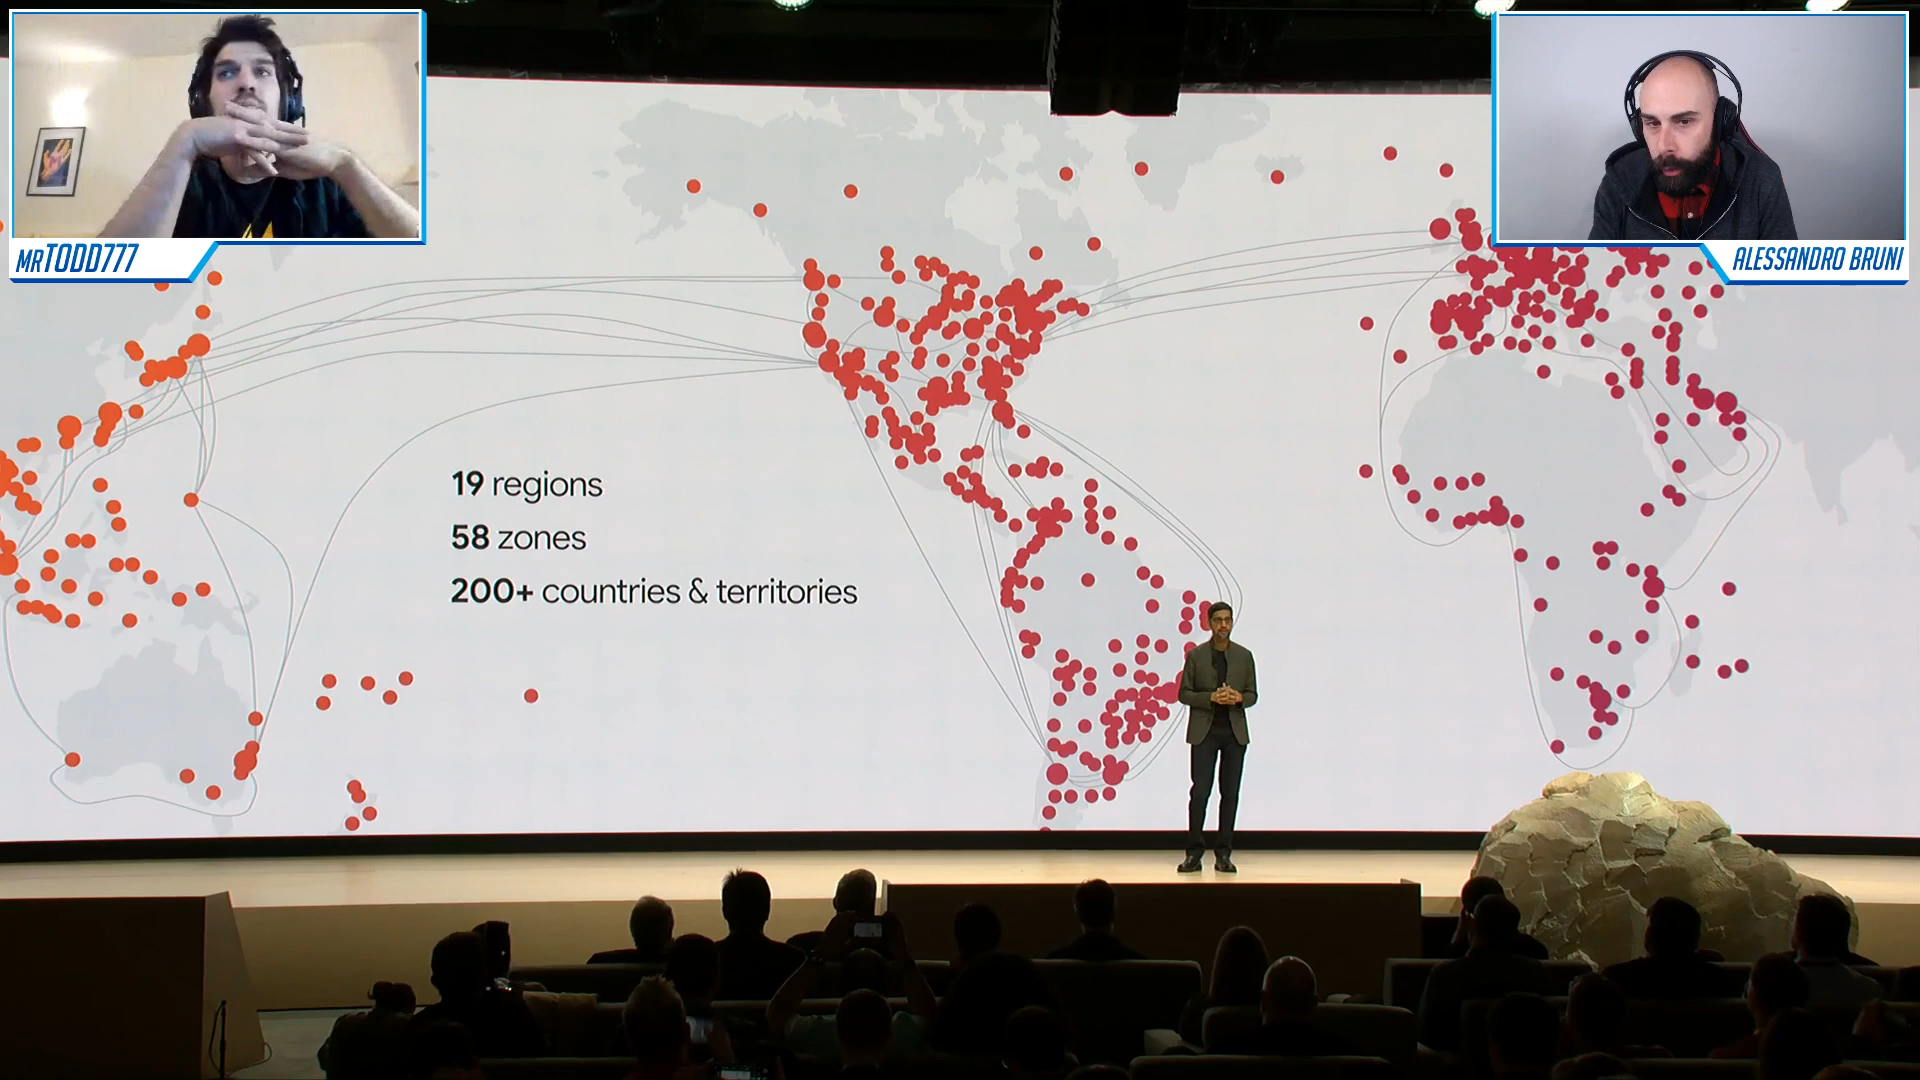 MRTODD777
ALESSANDRO BRUNI
19 regions
58 zones
200+ countries & territories